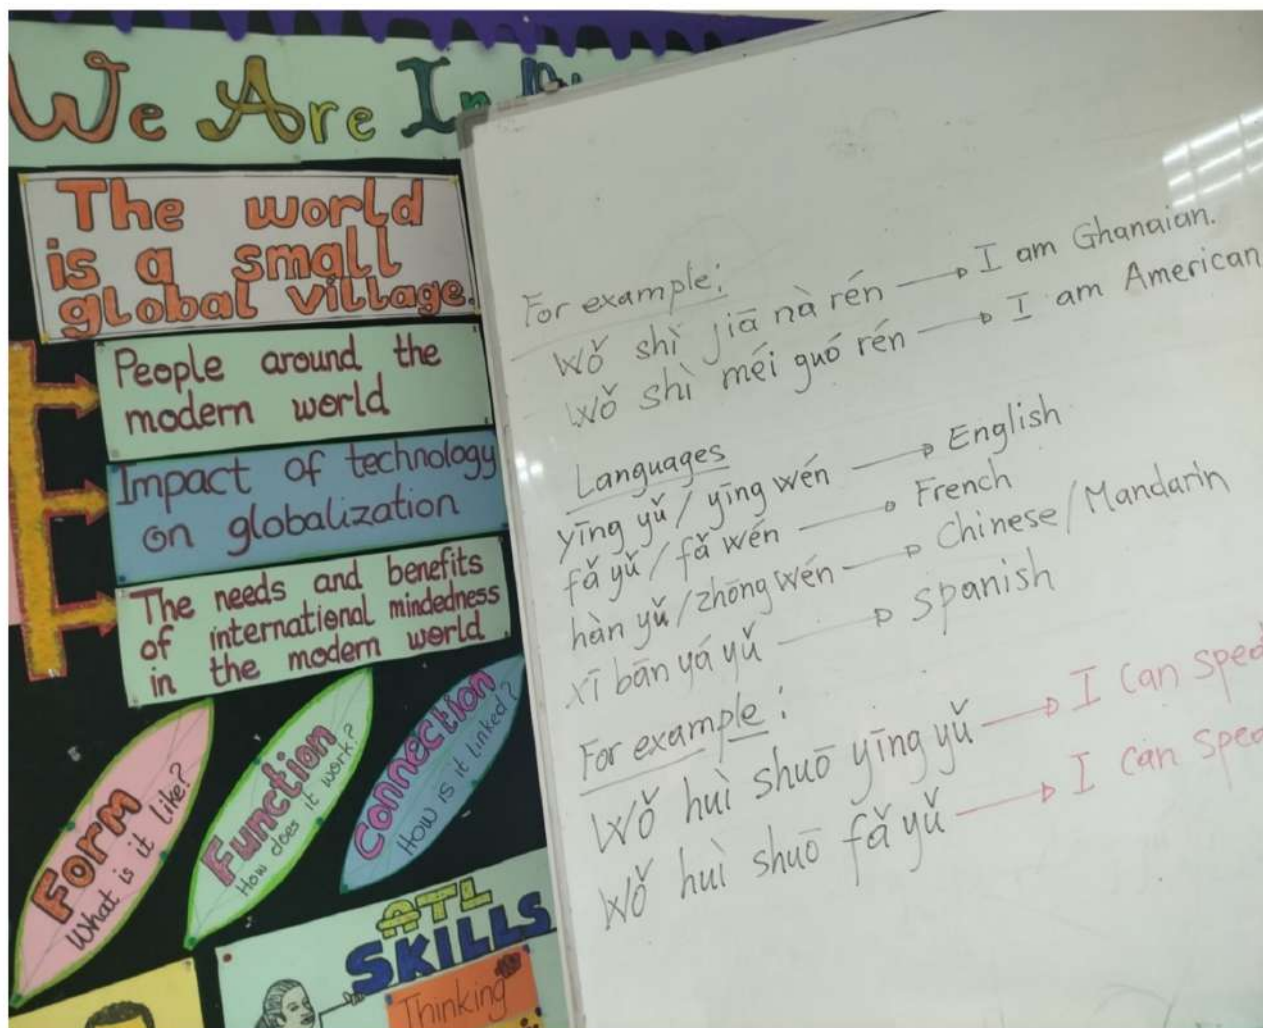 We Are In
The world
is a small
global village.
People around the
modern world
Impact of technology
on globalization
The needs and benefits
of international mindedness
in the modern world
FORM
What is it like?
Function
How does it work?
Connection
How is it linked?
ATL
SKILLS
Thinking
For example:
Wǒ shì jiā nà rén → I am Ghanaian.
Wǒ shì méi guó rén → I am American
Languages
yīng yǔ / yīng wén → English
fǎ yǔ / fǎ wén → French
hàn yǔ / zhōng wén → Chinese / Mandarin
xī bān yá yǔ → Spanish
For example:
Wǒ huì shuō yīng yǔ → I can
Wǒ huì shuō fǎ yǔ → I can